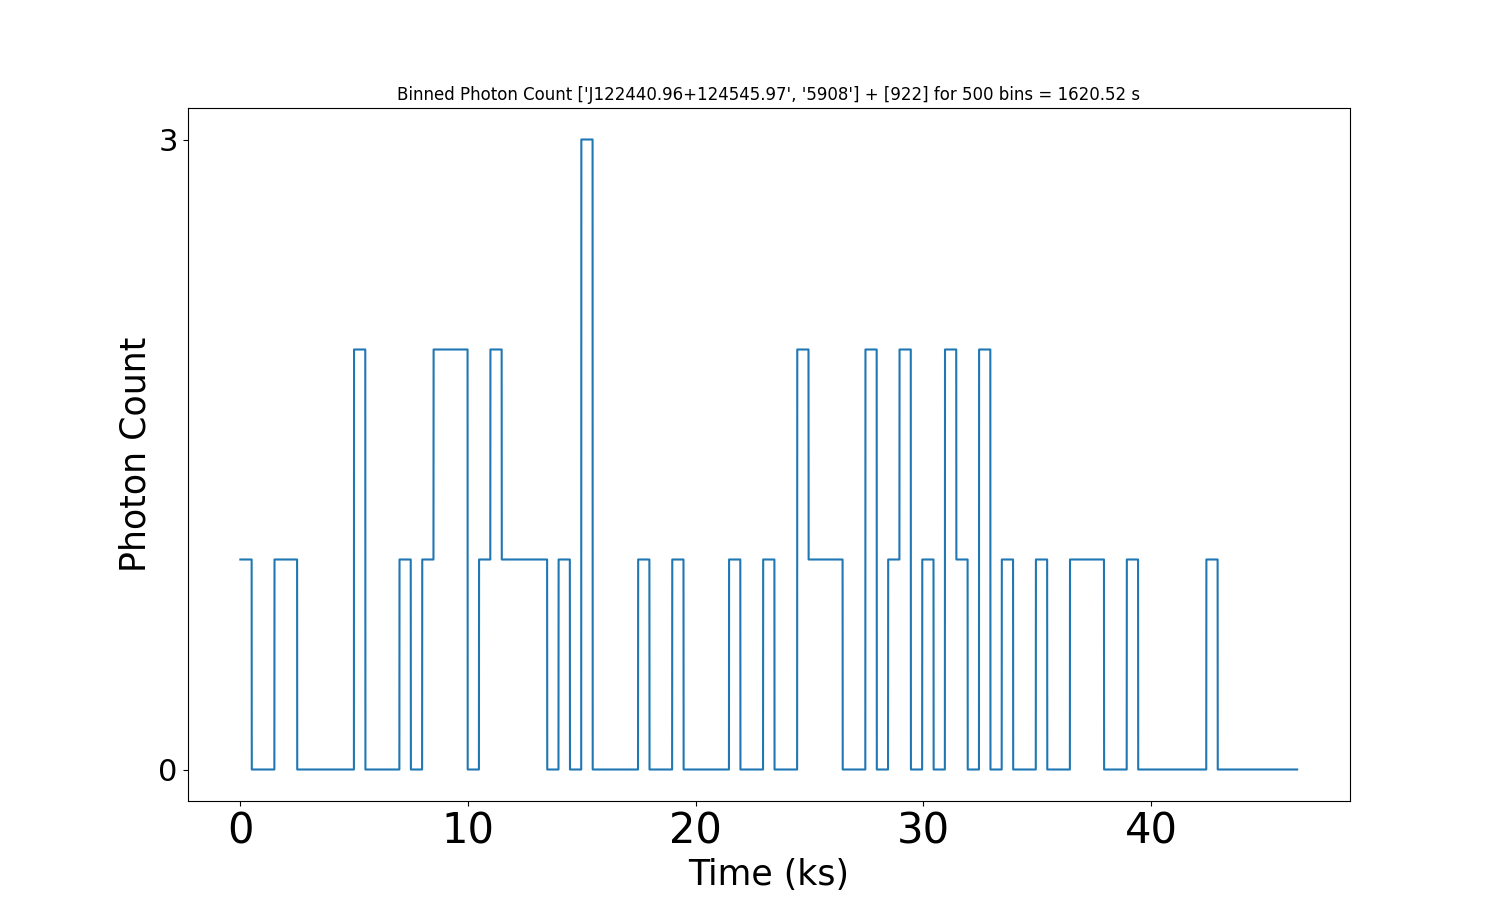 Binned Photon Count ['J122440.96+124545.97', '5908'] + [922] for 500 bins = 1620.52 s
3
Photon Count
0
0 10 20 30 40
Time (ks)